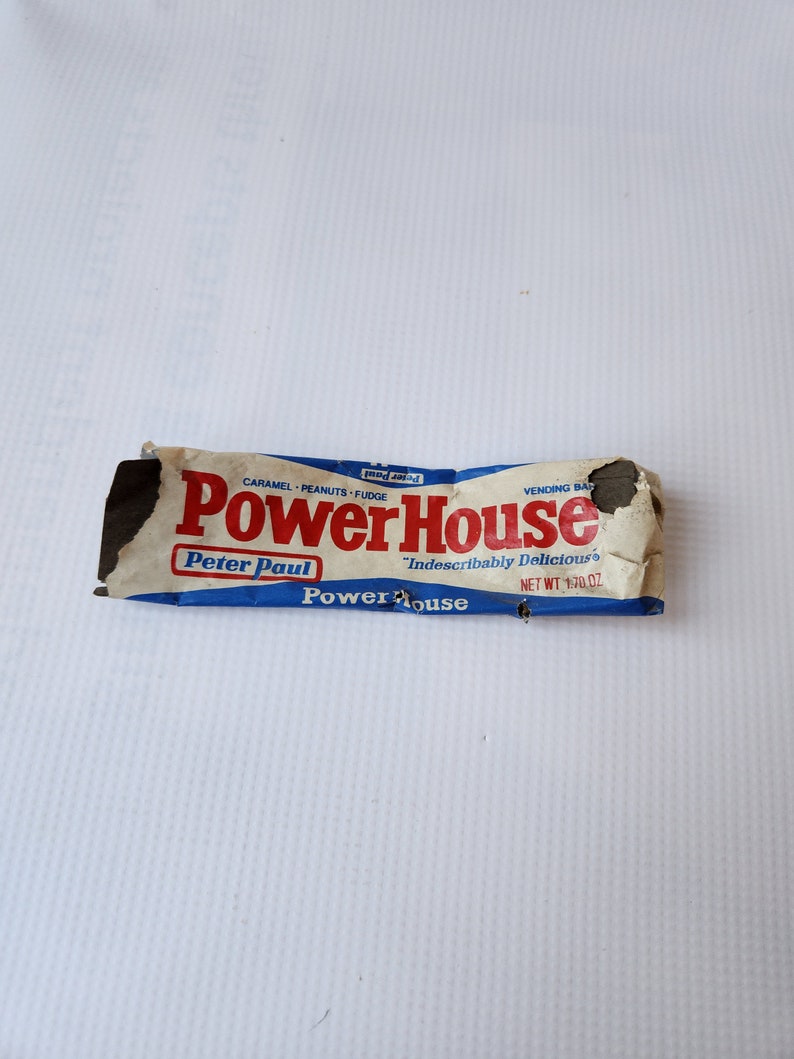 Peter Paul
CARAMEL · PEANUTS · FUDGE
VENDING BAR
PowerHouse
Peter Paul
"Indescribably Delicious"®
NET WT 1.70 OZ
PowerHouse